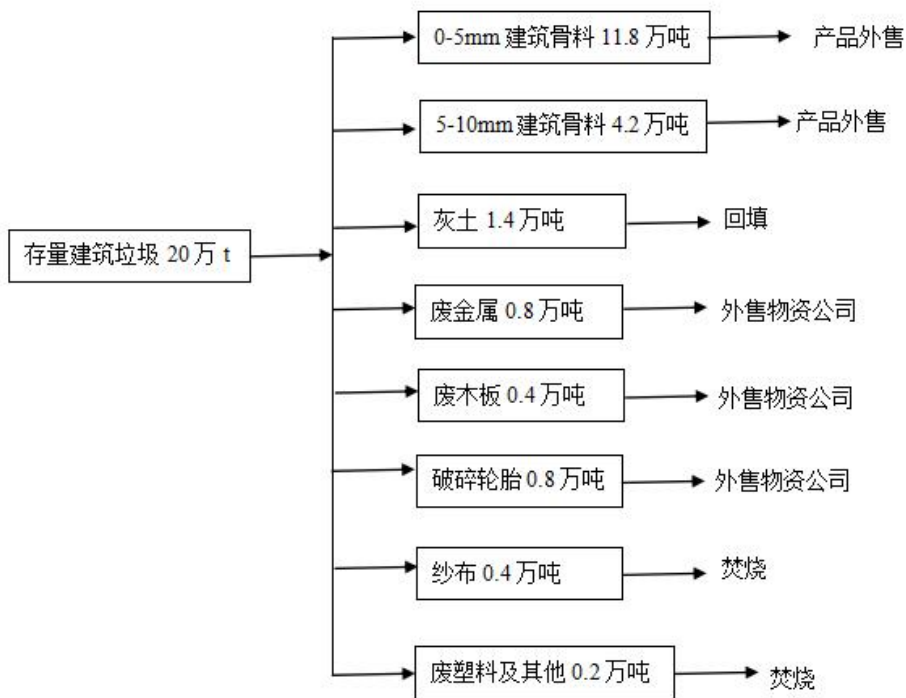 0-5mm 建筑骨料 11.8 万吨
产品外售
5-10mm 建筑骨料 4.2 万吨
产品外售
灰土 1.4 万吨
回填
存量建筑垃圾 20 万 t
废金属 0.8 万吨
外售物资公司
废木板 0.4 万吨
外售物资公司
破碎轮胎 0.8 万吨
外售物资公司
纱布 0.4 万吨
焚烧
废塑料及其他 0.2 万吨
焚烧